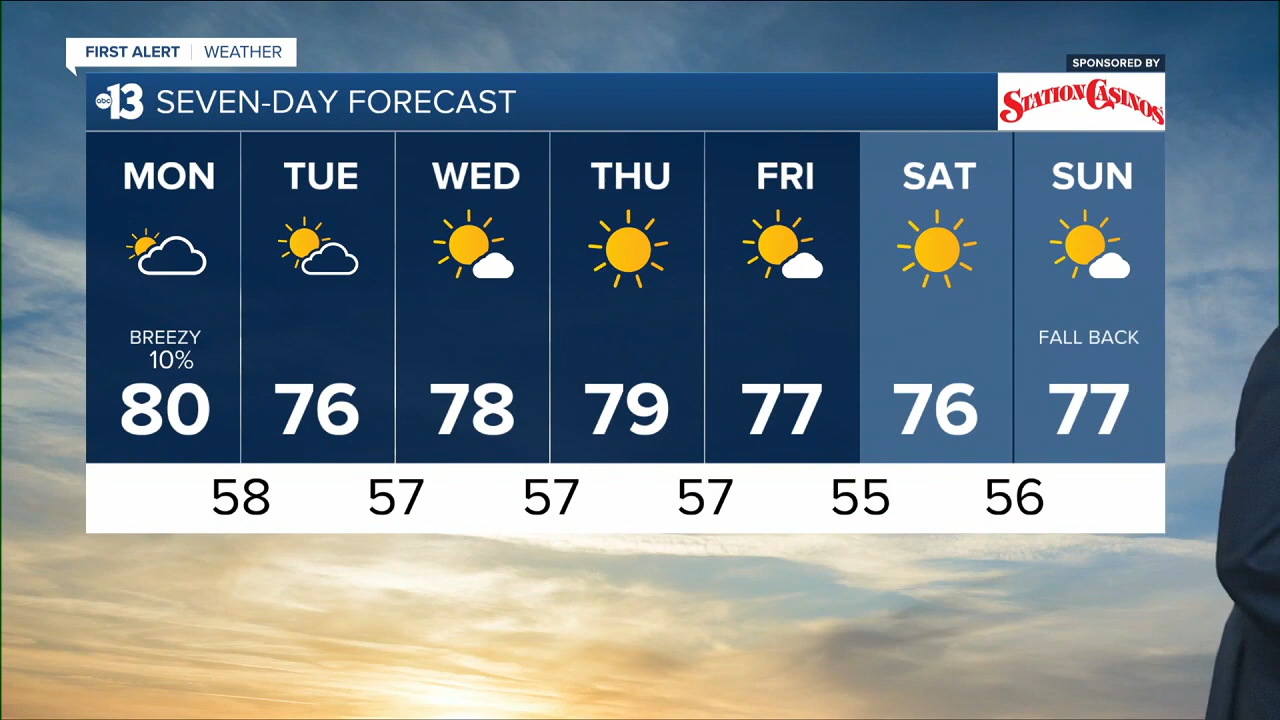 FIRST ALERT | WEATHER
SPONSORED BY
abc 13 SEVEN-DAY FORECAST
STATION CASINOS
MON TUE WED THU FRI SAT SUN
BREEZY FALL BACK
10%
80 76 78 79 77 76 77
58 57 57 57 55 56